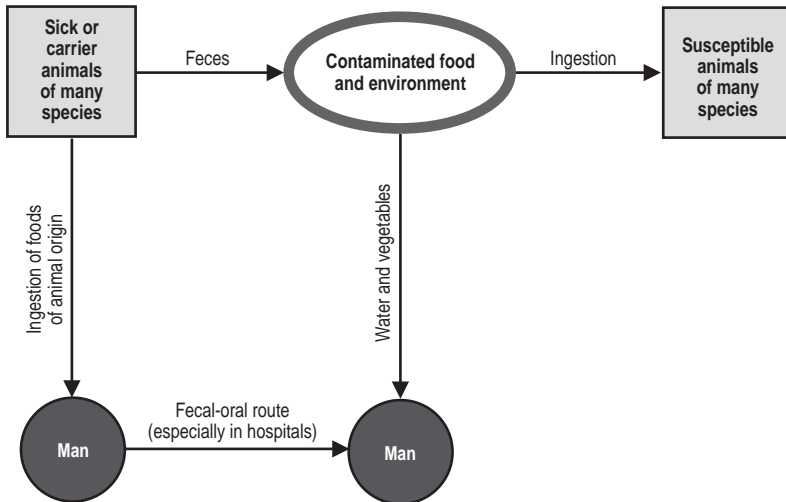 Sick or
carrier
animals
of many
species
Feces
Contaminated food
and environment
Ingestion
Susceptible
animals
of many
species
Ingestion of foods
of animal origin
Water and vegetables
Man
Fecal-oral route
(especially in hospitals)
Man